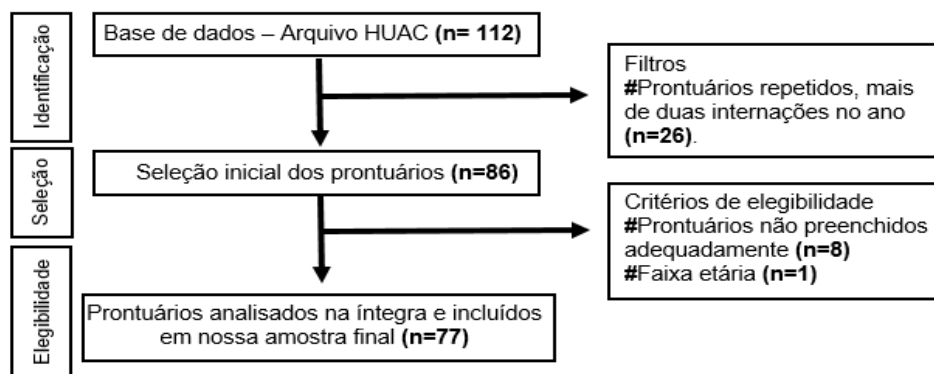 Identificação
Base de dados – Arquivo HUAC (n= 112)
Filtros
#Prontuários repetidos, mais
de duas internações no ano
(n=26).
Seleção
Seleção inicial dos prontuários (n=86)
Critérios de elegibilidade
#Prontuários não preenchidos
adequadamente (n=8)
#Faixa etária (n=1)
Elegibilidade
Prontuários analisados na íntegra e incluídos
em nossa amostra final (n=77)